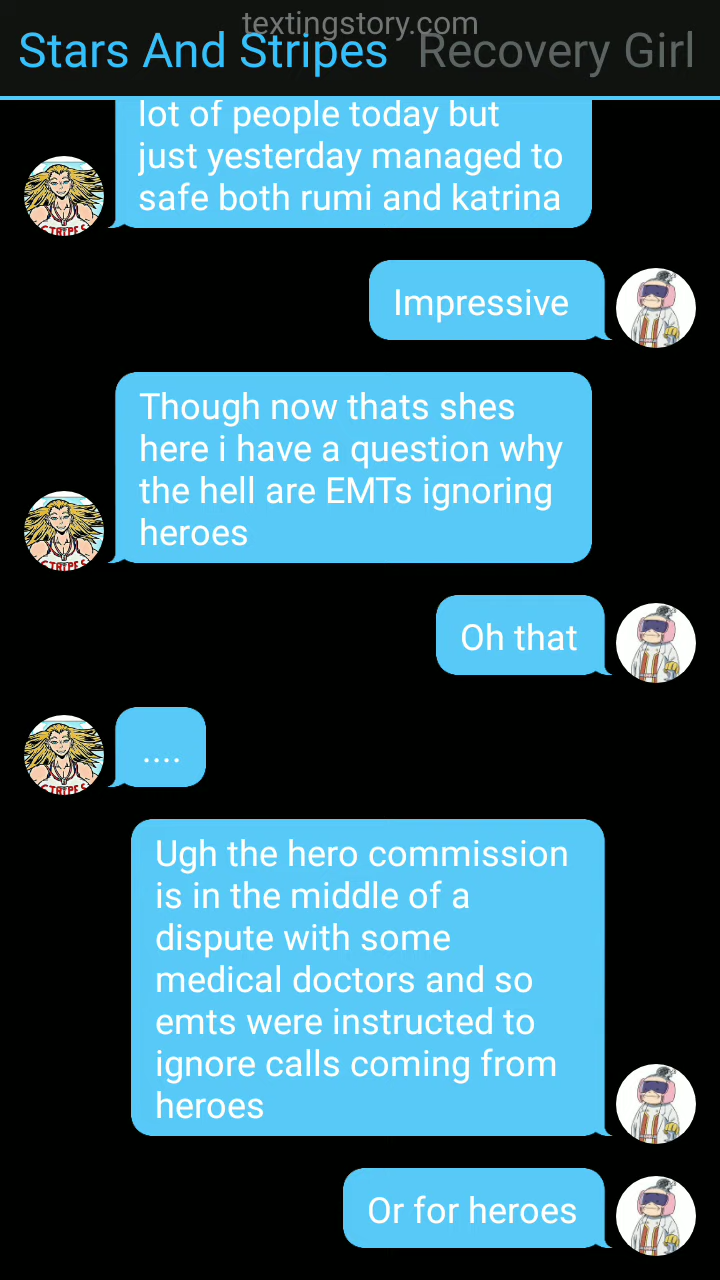 textingstory.com
Stars And Stripes Recovery Girl
lot of people today but
just yesterday managed to
safe both rumi and katrina
Impressive
Though now thats shes
here i have a question why
the hell are EMTs ignoring
heroes
Oh that
....
Ugh the hero commission
is in the middle of a
dispute with some
medical doctors and so
emts were instructed to
ignore calls coming from
heroes
Or for heroes